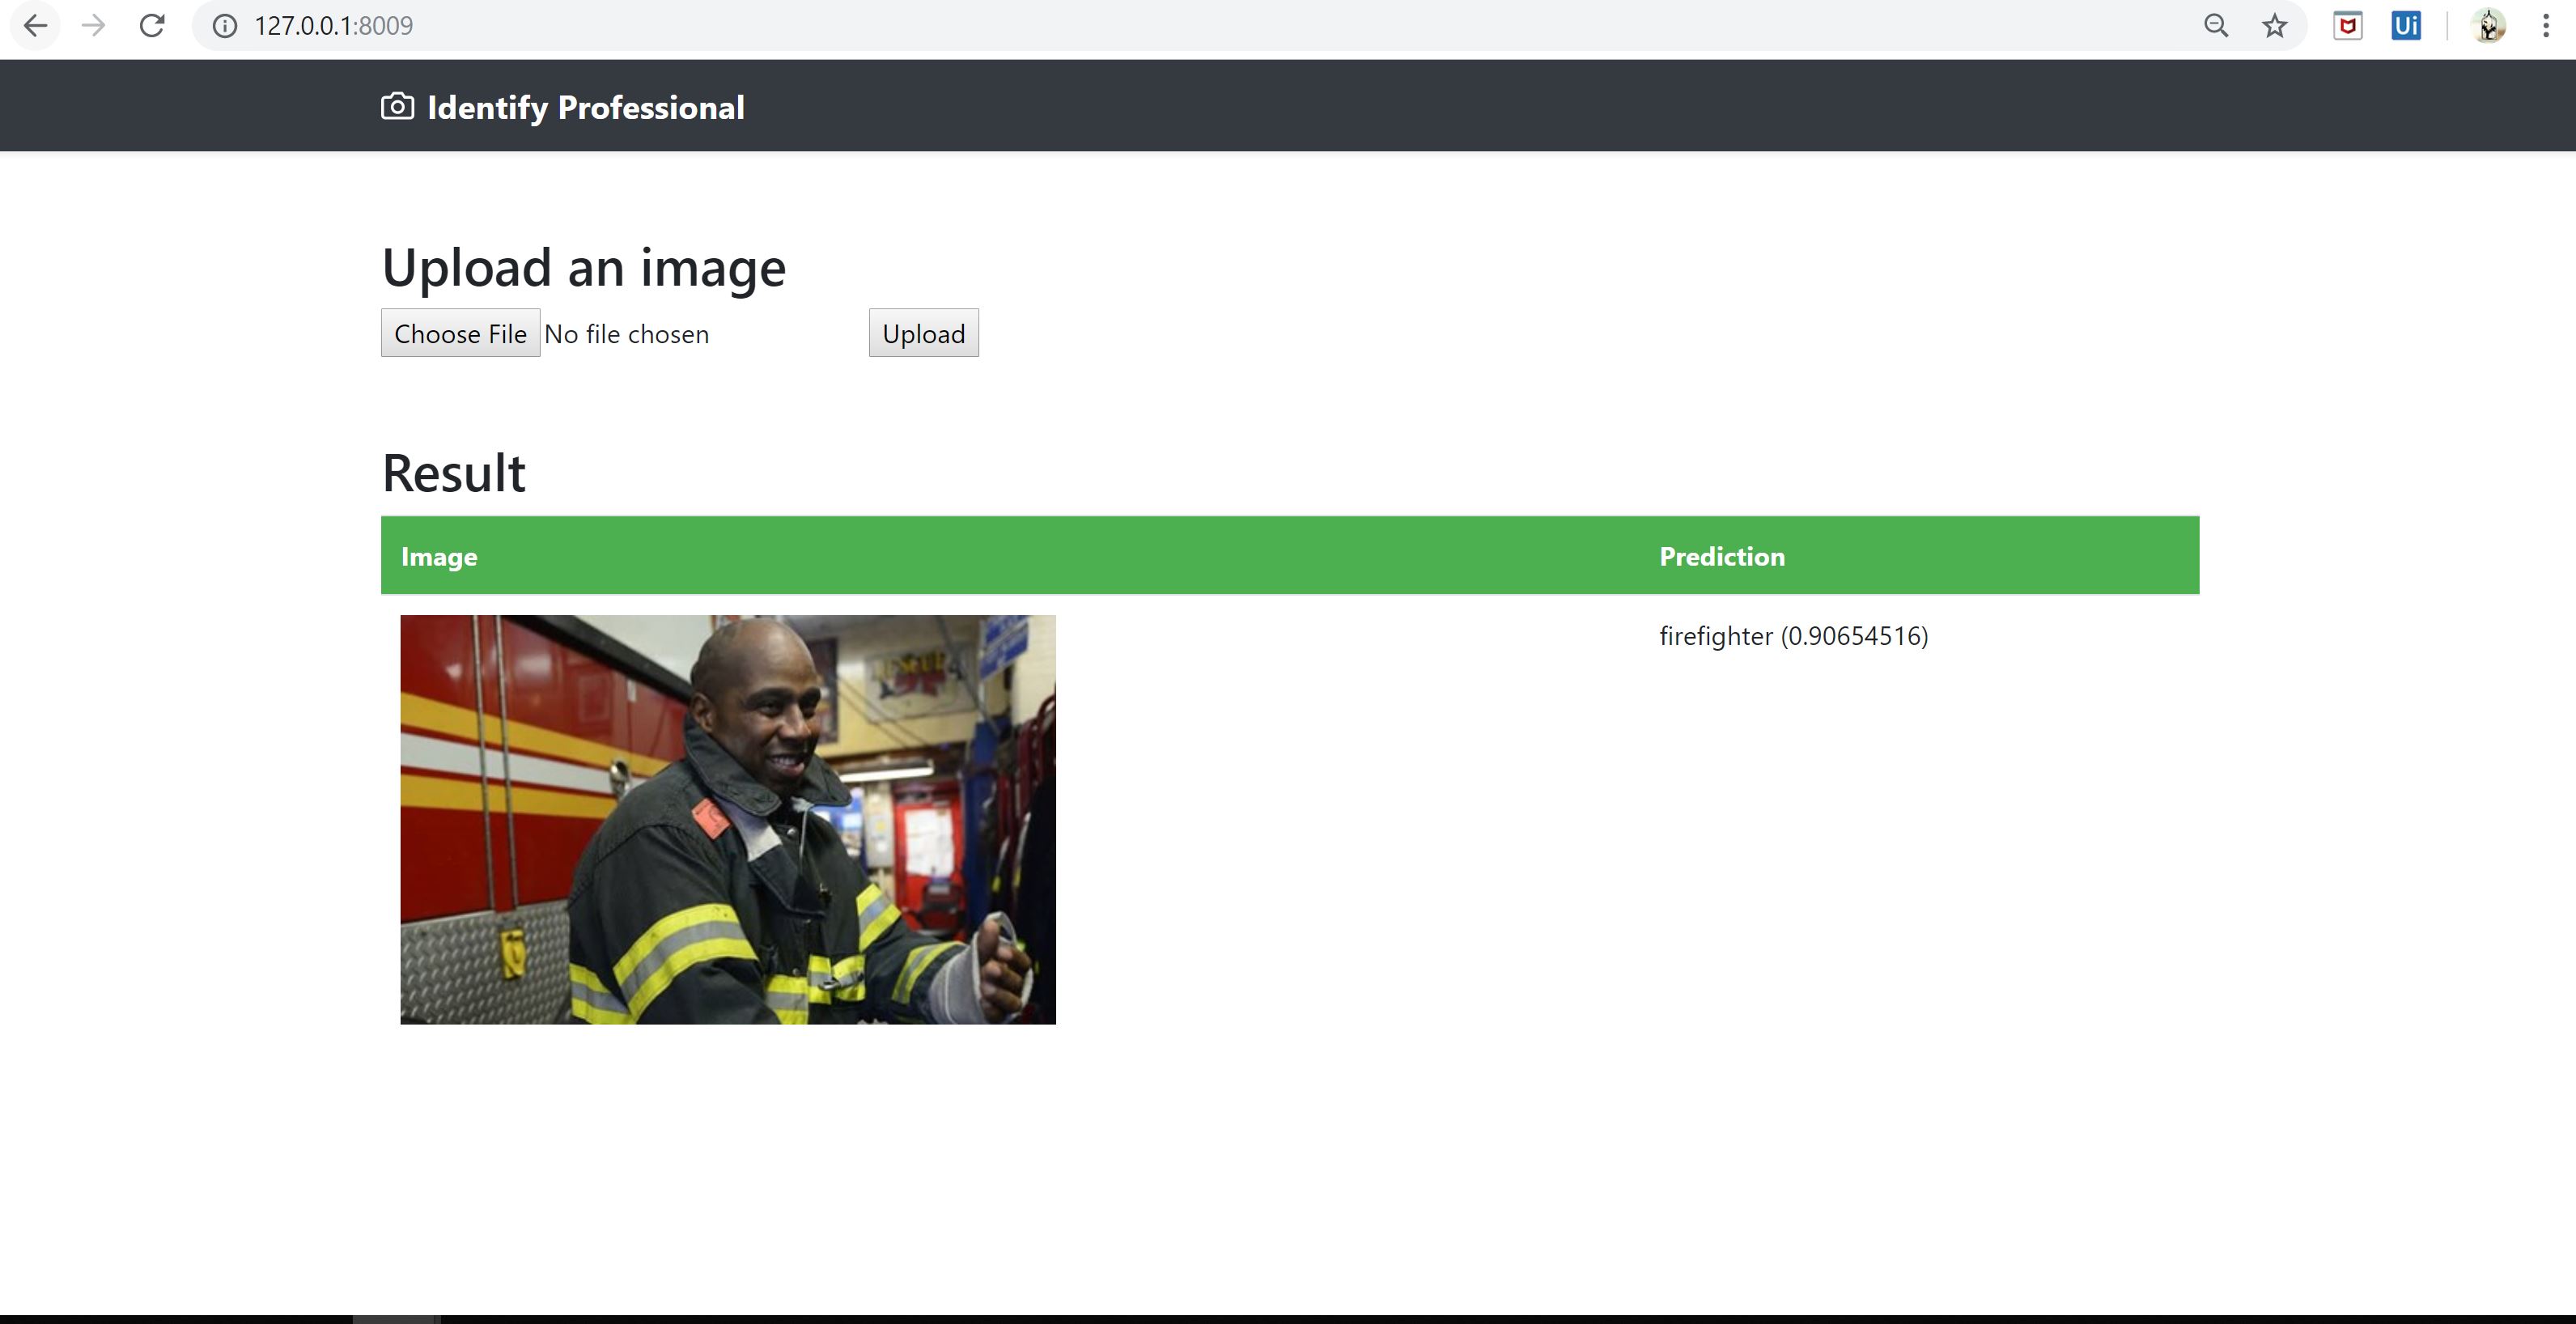 127.0.0.1:8009
Ui
Identify Professional
Upload an image
Choose File No file chosen Upload
Result
Image Prediction
firefighter (0.90654516)